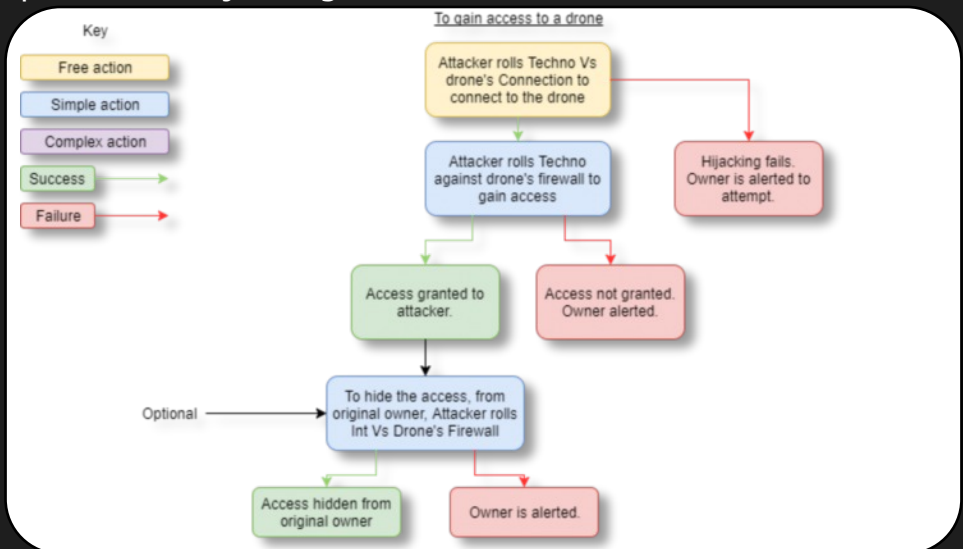 To gain access to a drone
Key
Free action
Simple action
Complex action
Success
Failure
Attacker rolls Techno Vs
drone's Connection to
connect to the drone
Attacker rolls Techno
against drone's firewall to
gain access
Hijacking fails.
Owner is alerted to
attempt.
Access granted to
attacker.
Access not granted.
Owner alerted.
Optional
To hide the access, from
original owner, Attacker rolls
Int Vs Drone's Firewall
Access hidden from
original owner
Owner is alerted.